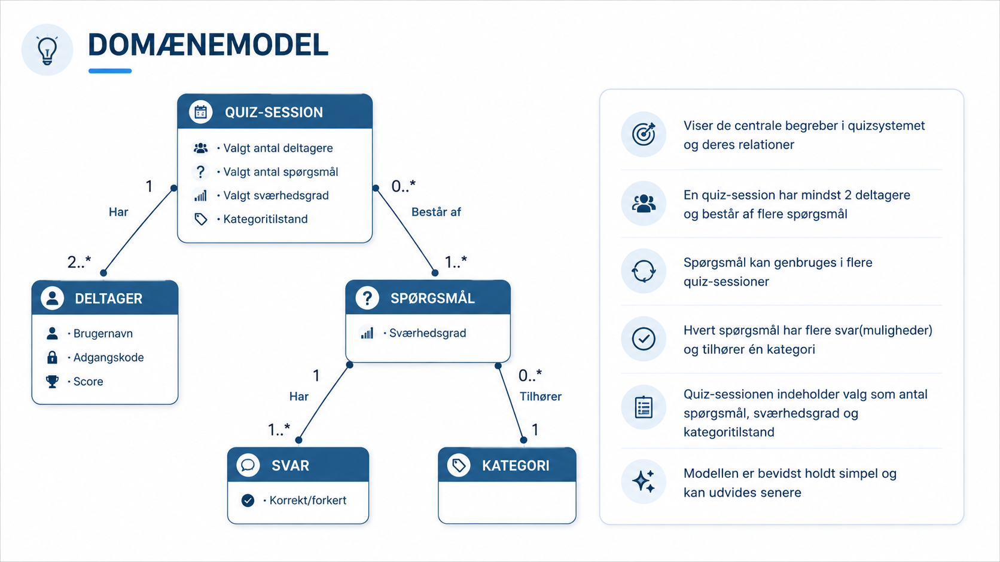 DOMÆNEMODEL
QUIZ-SESSION
• Valgt antal deltagere
• Valgt antal spørgsmål
• Valgt sværhedsgrad
• Kategoritilstand
1
Har
2..*
0..*
Består af
1..*
DELTAGER
• Brugernavn
• Adgangskode
• Score
SPØRGSMÅL
• Sværhedsgrad
1
Har
1..*
0..*
Tilhører
1
SVAR
• Korrekt/forkert
KATEGORI
Viser de centrale begreber i quizsystemet
og deres relationer
En quiz-session har mindst 2 deltagere
og består af flere spørgsmål
Spørgsmål kan genbruges i flere
quiz-sessioner
Hvert spørgsmål har flere svar(muligheder)
og tilhører én kategori
Quiz-sessionen indeholder valg som antal
spørgsmål, sværhedsgrad og
kategoritilstand
Modellen er bevidst holdt simpel og
kan udvides senere